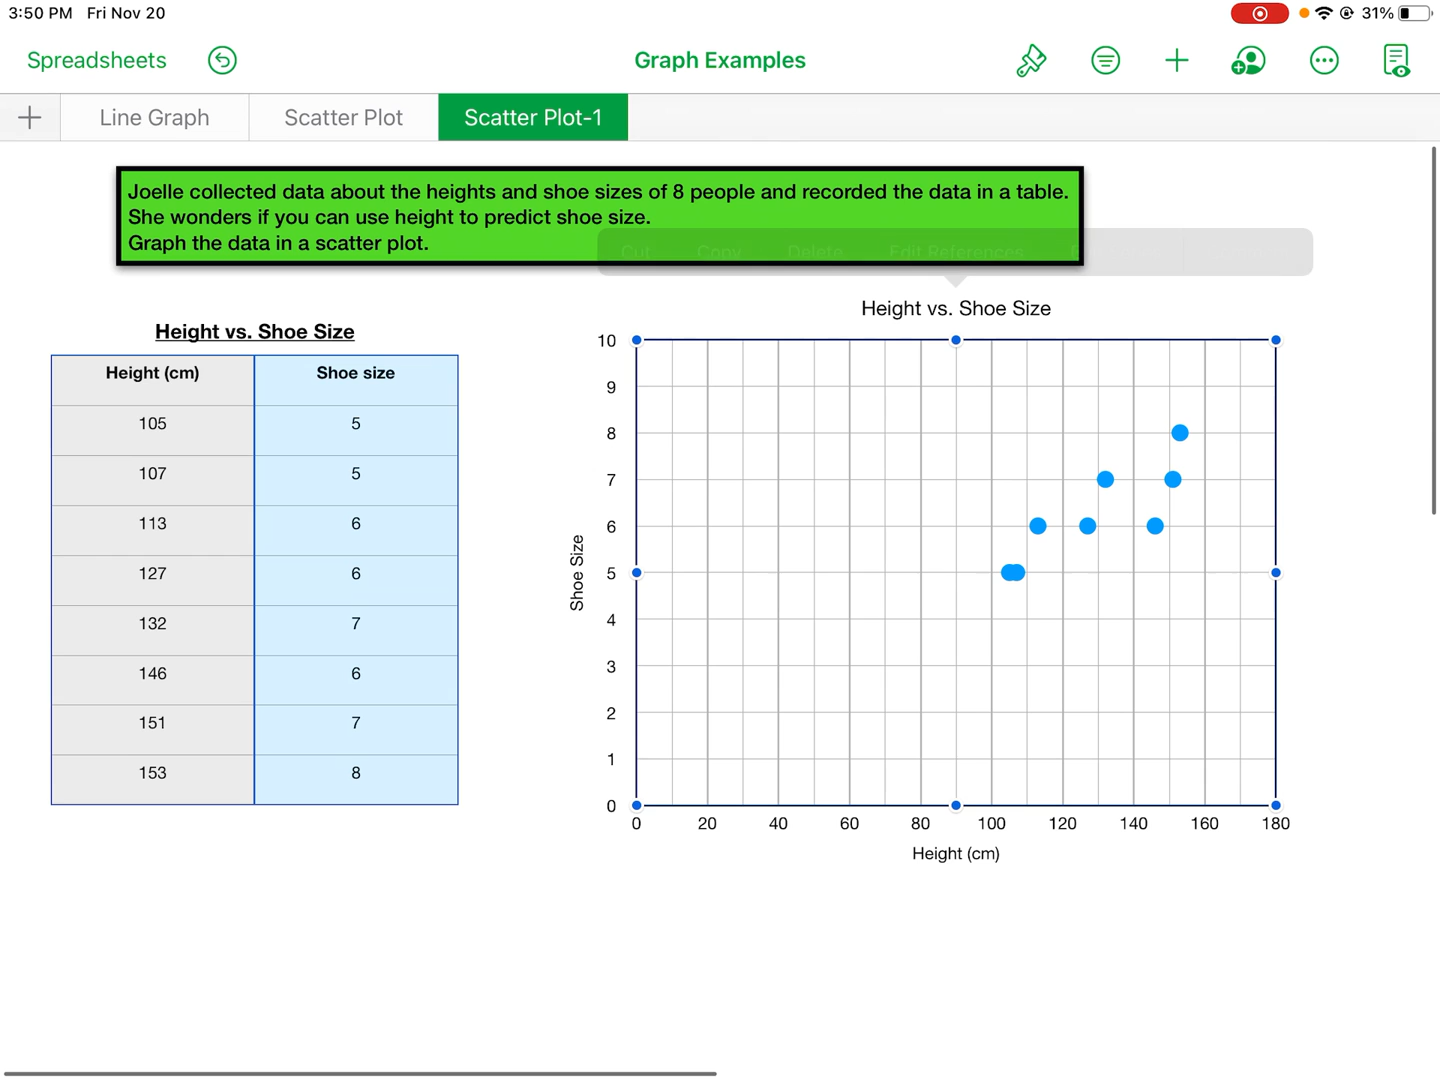 3:50 PM Fri Nov 20
31%
Spreadsheets
Graph Examples
Line Graph
Scatter Plot
Scatter Plot-1
Joelle collected data about the heights and shoe sizes of 8 people and recorded the data in a table.
She wonders if you can use height to predict shoe size.
Graph the data in a scatter plot.
Cut Copy Delete Edit References
Height vs. Shoe Size
Height (cm) Shoe size
105 5
107 5
113 6
127 6
132 7
146 6
151 7
153 8
Height vs. Shoe Size
10
9
8
7
6
5
4
3
2
1
0
Shoe Size
0 20 40 60 80 100 120 140 160 180
Height (cm)